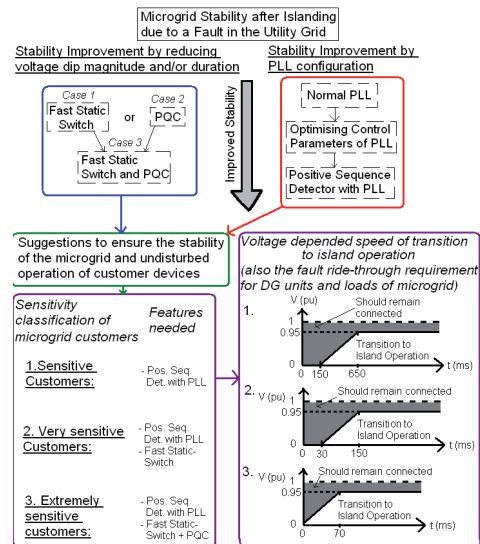 Microgrid Stability after Islanding
due to a Fault in the Utility Grid
Stability Improvement by reducing
voltage dip magnitude and/or duration
Case 1
Fast Static
Switch
or
Case 2
PQC
Case 3
Fast Static
Switch and PQC
Improved Stability
Stability Improvement by
PLL configuration
Normal PLL
Optimising Control
Parameters of PLL
Positive Sequence
Detector with PLL
Suggestions to ensure the stability
of the microgrid and undisturbed
operation of customer devices
Sensitivity
classification of
microgrid customers
Features
needed
1.Sensitive
Customers:
- Pos. Seq.
Det. with PLL
2. Very sensitive
Customers:
- Pos. Seq.
Det. with PLL
- Fast Static-
Switch
3. Extremely
sensitive
customers:
- Pos. Seq.
Det. with PLL
- Fast Static-
Switch + PQC
Voltage depended speed of transition
to island operation
(also the fault ride-through requirement
for DG units and loads of microgrid)
1.
V (pu)
Should remain
connected
1
0.95
Transition to
Island Operation
0
150
650
t (ms)
2.
V (pu)
Should remain connected
1
0.95
Transition to
Island Operation
0
30
150
t (ms)
3.
V (pu)
Should remain connected
1
0.95
Transition to
Island Operation
0
70
t (ms)